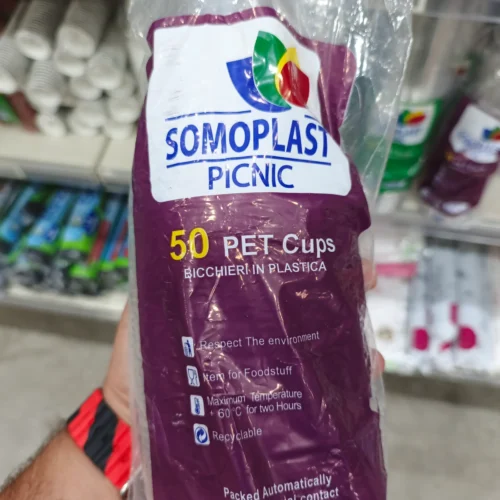 SOMOPLAST
PICNIC
50 PET Cups
BICCHIERI IN PLASTICA
Respect The environment
Item for Foodstuff
Maximum Temperature
+ 60°C for two Hours
Recyclable
Packed Automatically
contact